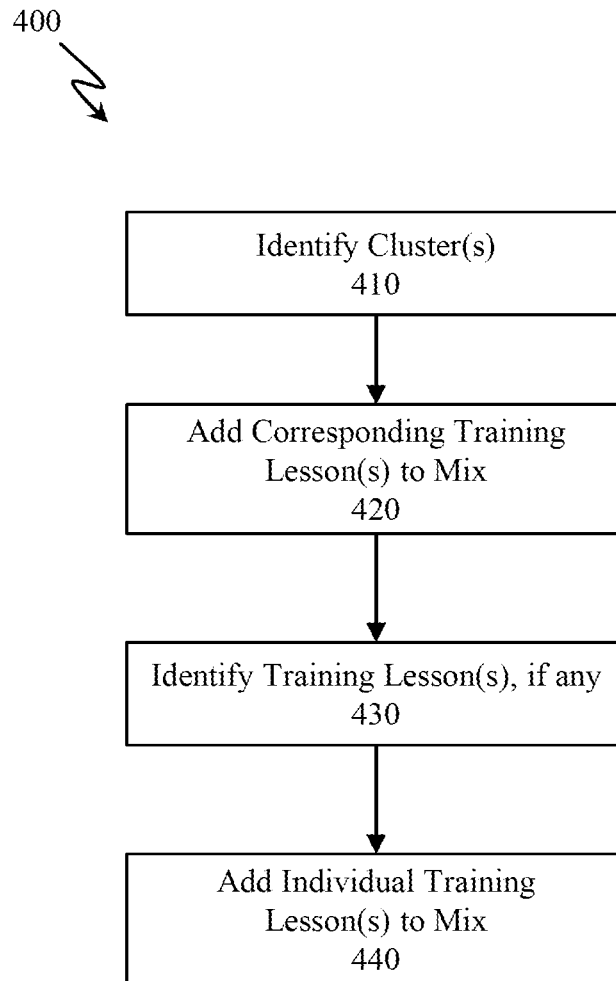 400
Identify Cluster(s)
410
Add Corresponding Training
Lesson(s) to Mix
420
Identify Training Lesson(s), if any
430
Add Individual Training
Lesson(s) to Mix
440